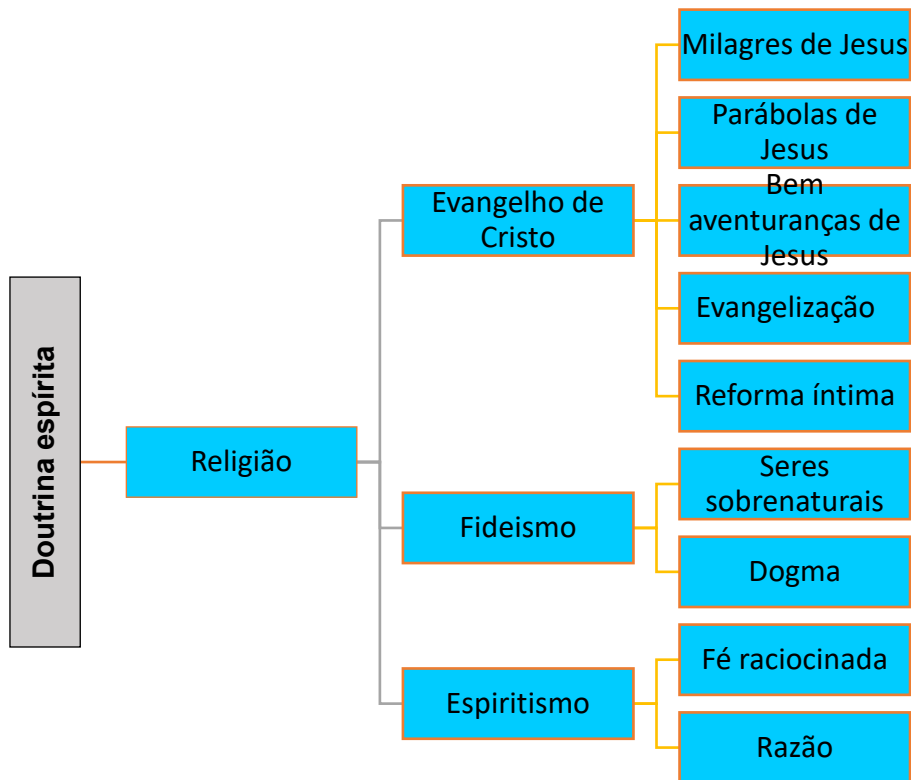 Doutrina espírita
Religião
Evangelho de
Cristo
Milagres de Jesus
Parábolas de
Jesus
Bem
aventuranças de
Jesus
Evangelização
Reforma íntima
Fideismo
Seres
sobrenaturais
Dogma
Espiritismo
Fé raciocinada
Razão